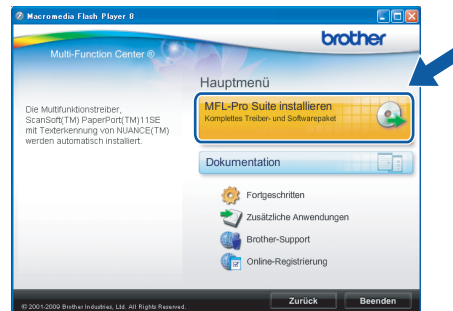 Macromedia Flash Player 8
brother
Multi-Function Center ®
Hauptmenü
Die Multifunktionstreiber,
ScanSoft(TM) PaperPort(TM)11SE
mit Texterkennung von NUANCE(TM)
werden automatisch installiert.
MFL-Pro Suite installieren
Komplettes Treiber- und Softwarepaket
Dokumentation
Fortgeschritten
Zusätzliche Anwendungen
Brother-Support
Online-Registrierung
© 2001-2009 Brother Industries, Ltd. All Rights Reserved.
Zurück
Beenden